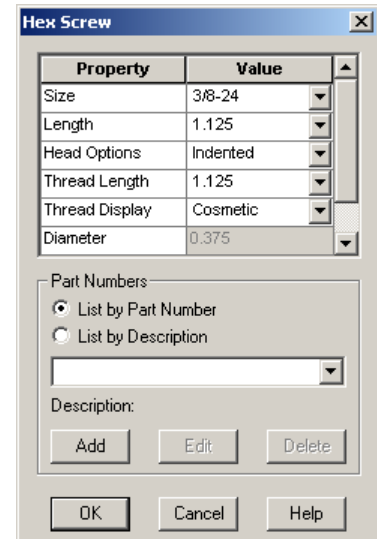 Hex Screw
Property Value
Size 3/8-24
Length 1.125
Head Options Indented
Thread Length 1.125
Thread Display Cosmetic
Diameter 0.375
Part Numbers
List by Part Number
List by Description
Description:
Add Edit Delete
OK Cancel Help